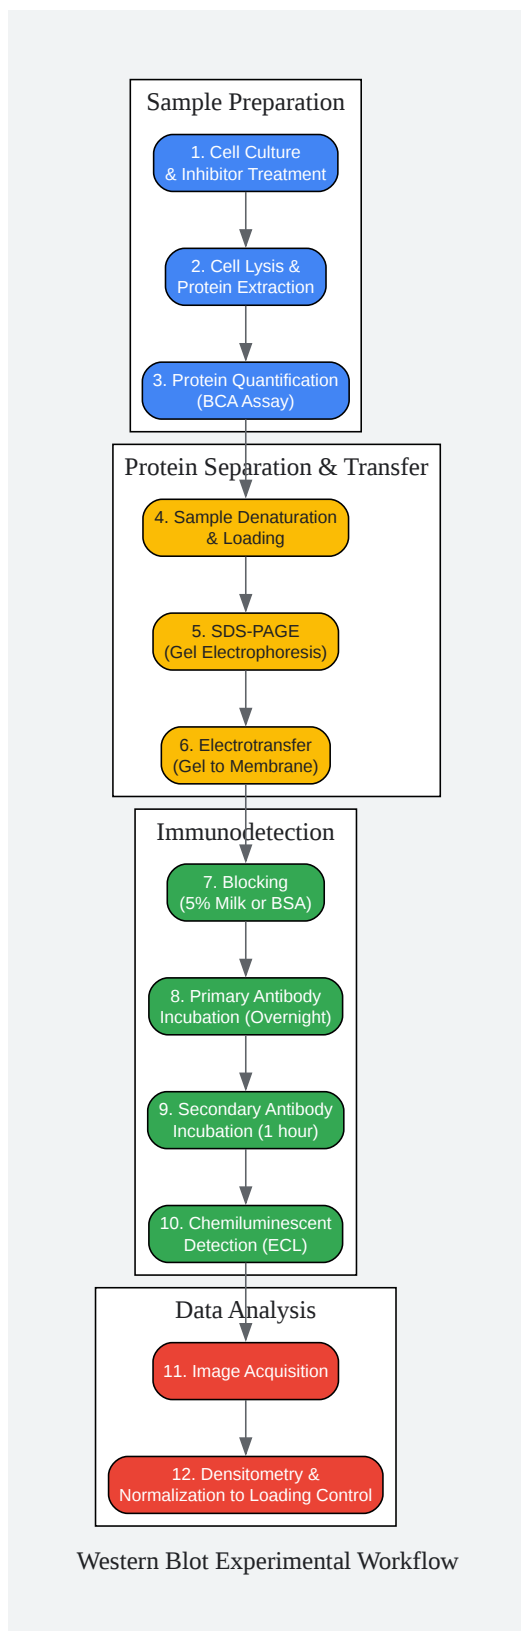 Sample Preparation
1. Cell Culture
& Inhibitor Treatment
2. Cell Lysis &
Protein Extraction
3. Protein Quantification
(BCA Assay)
Protein Separation & Transfer
4. Sample Denaturation
& Loading
5. SDS-PAGE
(Gel Electrophoresis)
6. Electrotransfer
(Gel to Membrane)
Immunodetection
7. Blocking
(5% Milk or BSA)
8. Primary Antibody
Incubation (Overnight)
9. Secondary Antibody
Incubation (1 hour)
10. Chemiluminescent
Detection (ECL)
Data Analysis
11. Image Acquisition
12. Densitometry &
Normalization to Loading Control
Western Blot Experimental Workflow